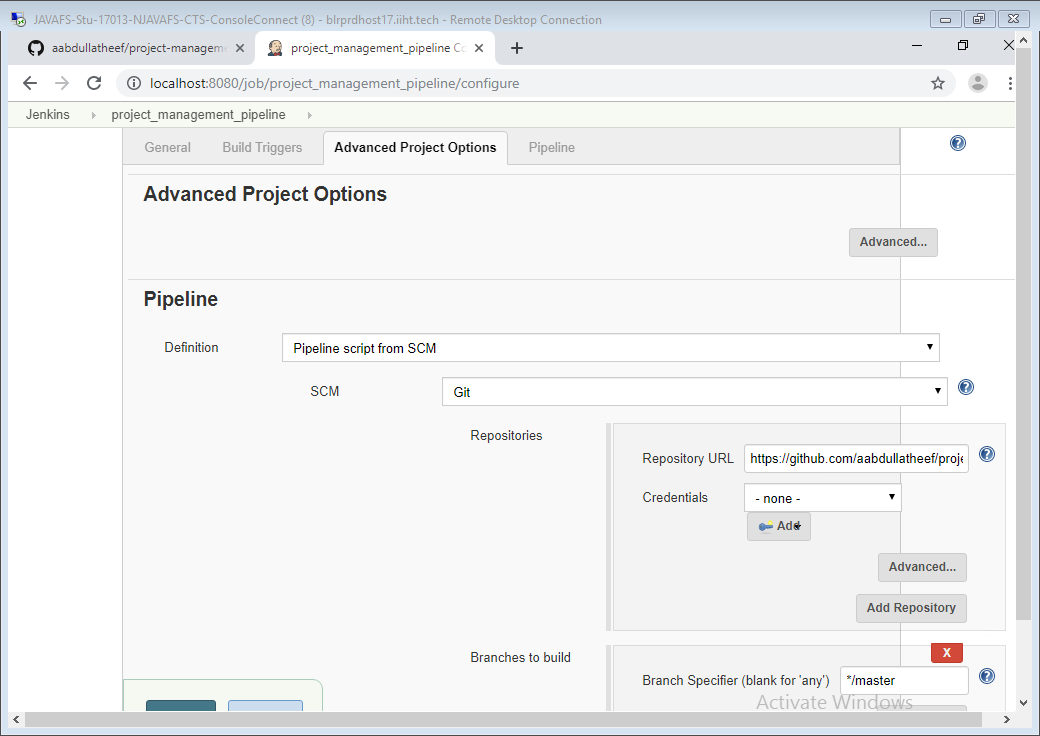 JAVAFS-Stu-17013-NJAVAFS-CTS-ConsoleConnect (8) - blrprdhost17.iiht.tech - Remote Desktop Connection
aabdullatheef/project-managem
project_management_pipeline Co
localhost:8080/job/project_management_pipeline/configure
Jenkins project_management_pipeline
General Build Triggers Advanced Project Options Pipeline
Advanced Project Options
Advanced...
Pipeline
Definition Pipeline script from SCM
SCM Git
Repositories
Repository URL https://github.com/aabdullatheef/proje
Credentials - none -
Add
Advanced...
Add Repository
Branches to build
X
Branch Specifier (blank for 'any') */master
Activate Windows